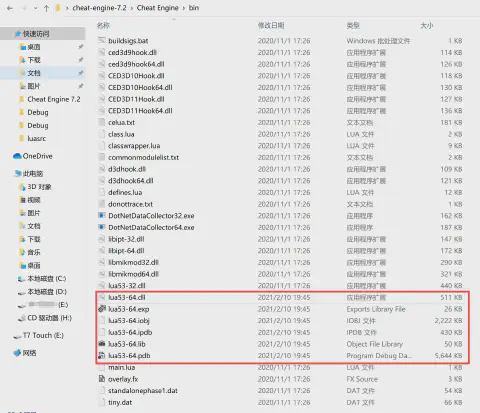 cheat-engine-7.2 › Cheat Engine › bin
名称 修改日期 类型 大小
快速访问
桌面
下载
文档
图片
Cheat Engine 7.2
Debug
Debug
luasrc
OneDrive
此电脑
3D 对象
视频
图片
文档
下载
音乐
桌面
本地磁盘 (C:)
本地磁盘 (D:)
(E:)
CD 驱动器 (H:)
T7 Touch (E:)
网络
buildsigs.bat 2020/11/1 17:26 Windows 批处理文件 1 KB
ced3d9hook.dll 2020/11/1 17:26 应用程序扩展 114 KB
ced3d9hook64.dll 2020/11/1 17:26 应用程序扩展 126 KB
CED3D10Hook.dll 2020/11/1 17:26 应用程序扩展 118 KB
CED3D10Hook64.dll 2020/11/1 17:26 应用程序扩展 130 KB
CED3D11Hook.dll 2020/11/1 17:26 应用程序扩展 127 KB
CED3D11Hook64.dll 2020/11/1 17:26 应用程序扩展 136 KB
celua.txt 2020/11/1 17:26 文本文档 181 KB
class.lua 2020/11/1 17:26 LUA 文件 2 KB
classwrapper.lua 2020/11/1 17:26 LUA 文件 9 KB
commonmodulelist.txt 2020/11/1 17:26 文本文档 5 KB
d3dhook.dll 2020/11/1 17:26 应用程序扩展 109 KB
d3dhook64.dll 2020/11/1 17:26 应用程序扩展 121 KB
defines.lua 2020/11/1 17:26 LUA 文件 12 KB
donottrace.txt 2020/11/1 17:26 文本文档 1 KB
DotNetDataCollector32.exe 2020/11/1 17:26 应用程序 162 KB
DotNetDataCollector64.exe 2020/11/1 17:26 应用程序 187 KB
libipt-32.dll 2020/11/1 17:26 应用程序扩展 147 KB
libipt-64.dll 2020/11/1 17:26 应用程序扩展 172 KB
libmikmod32.dll 2020/11/1 17:26 应用程序扩展 290 KB
libmikmod64.dll 2020/11/1 17:26 应用程序扩展 321 KB
lua53-32.dll 2020/11/1 17:26 应用程序扩展 440 KB
lua53-64.dll 2021/2/10 19:45 应用程序扩展 511 KB
lua53-64.exp 2021/2/10 19:45 Exports Library File 26 KB
lua53-64.iobj 2021/2/10 19:45 IOBJ 文件 2,222 KB
lua53-64.ipdb 2021/2/10 19:45 IPDB 文件 430 KB
lua53-64.lib 2021/2/10 19:45 Object File Library 50 KB
lua53-64.pdb 2021/2/10 19:45 Program Debug Da... 5,644 KB
main.lua 2020/11/1 17:26 LUA 文件 1 KB
overlay.fx 2020/11/1 17:26 FX Source 3 KB
standalonephase1.dat 2020/11/1 17:26 DAT 文件 64 KB
tiny.dat 2020/11/1 17:26 DAT 文件 66 KB